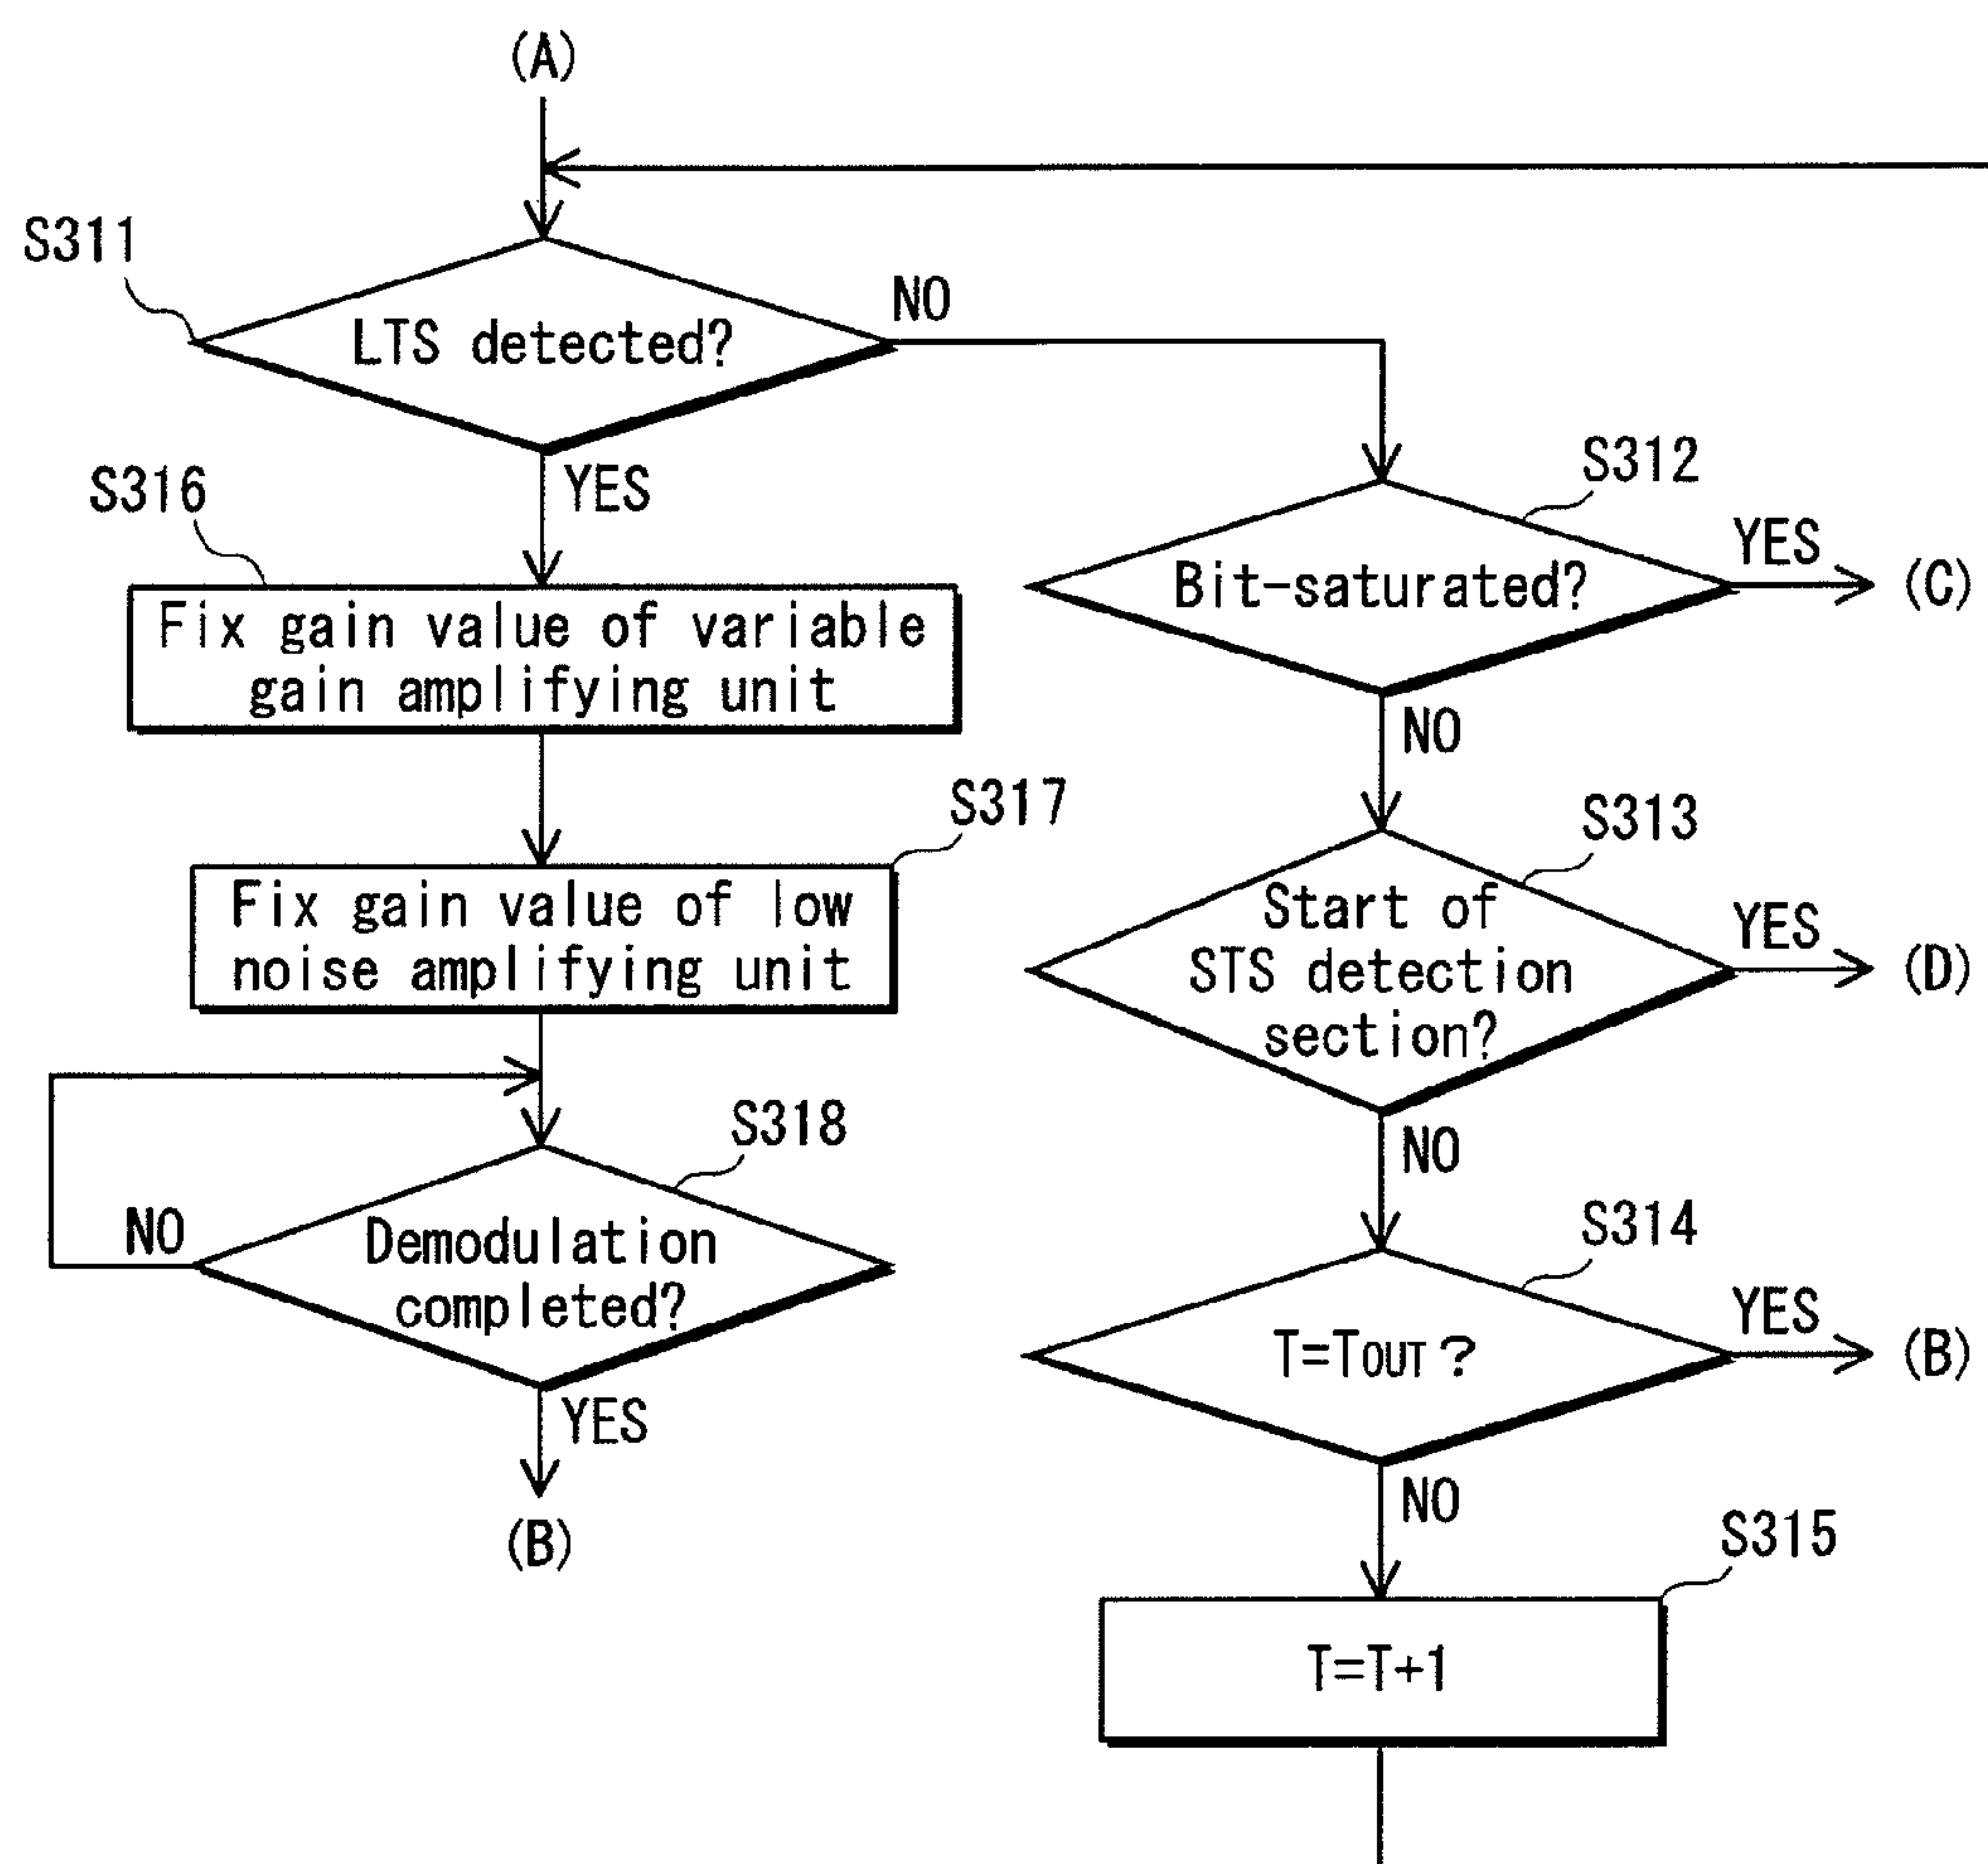 (A)
S311
LTS detected?
NO
YES
S316
Fix gain value of variable
gain amplifying unit
S317
Fix gain value of low
noise amplifying unit
S318
NO
Demodulation
completed?
YES
(B)
S312
Bit-saturated?
YES
(C)
NO
S313
Start of
STS detection
section?
YES
(D)
NO
S314
T=TOUT?
YES
(B)
NO
S315
T=T+1